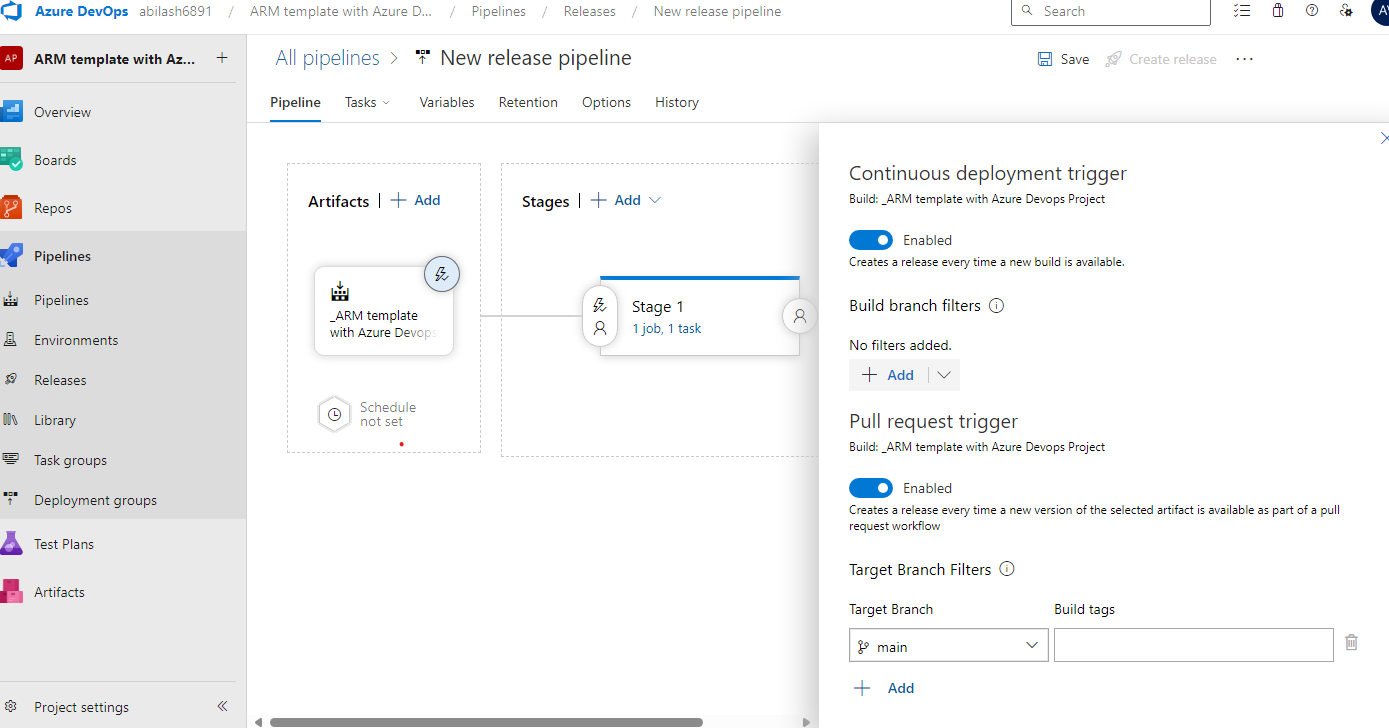 Azure DevOps abilash6891 / ARM template with Azure D... / Pipelines / Releases / New release pipeline
Search
AP ARM template with Az... +
Overview
Boards
Repos
Pipelines
Pipelines
Environments
Releases
Library
Task groups
Deployment groups
Test Plans
Artifacts
Project settings
All pipelines > New release pipeline
Save Create release ...
Pipeline Tasks Variables Retention Options History
Artifacts | + Add
_ARM template
with Azure Devops
Schedule
not set
Stages | + Add
Stage 1
1 job, 1 task
Continuous deployment trigger
Build: _ARM template with Azure Devops Project
Enabled
Creates a release every time a new build is available.
Build branch filters
No filters added.
+ Add
Pull request trigger
Build: _ARM template with Azure Devops Project
Enabled
Creates a release every time a new version of the selected artifact is available as part of a pull
request workflow
Target Branch Filters
Target Branch Build tags
main
+ Add